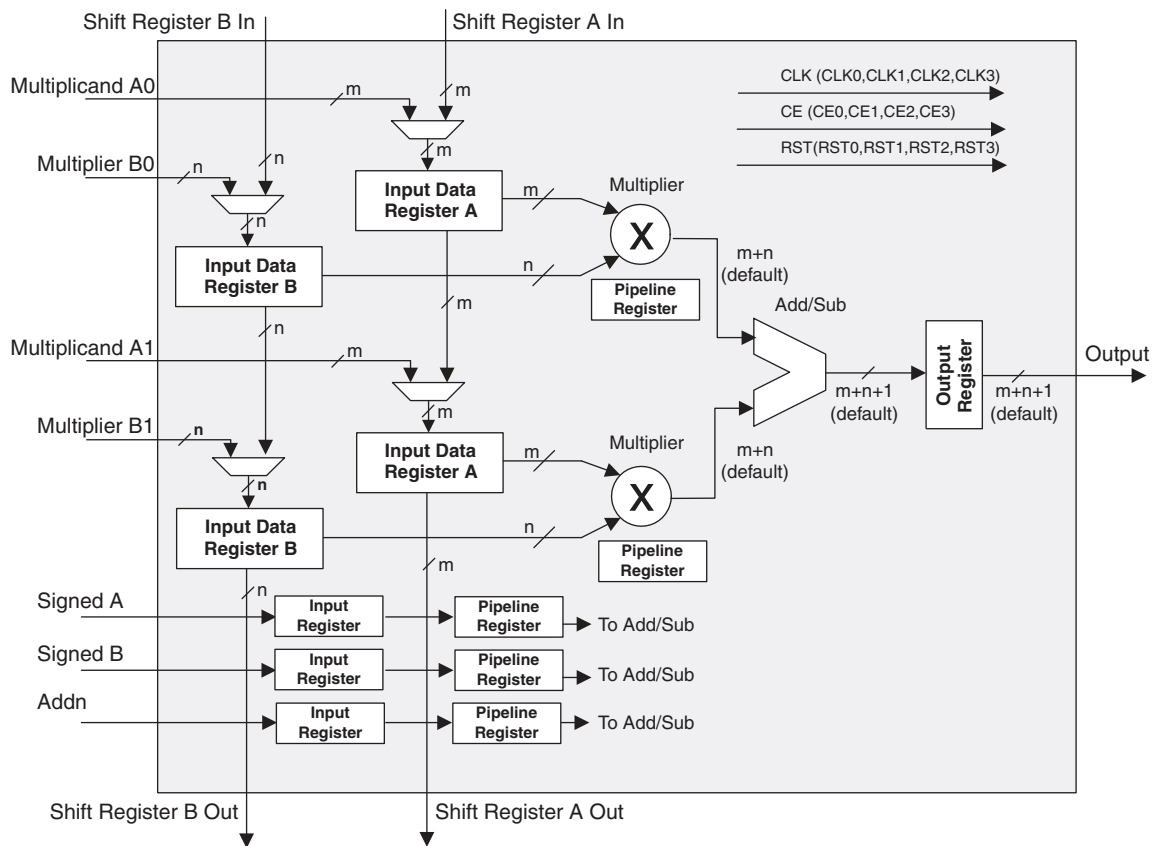 Shift Register B In
Shift Register A In
Multiplicand A0
m
m
CLK (CLK0,CLK1,CLK2,CLK3)
CE (CE0,CE1,CE2,CE3)
RST(RST0,RST1,RST2,RST3)
m
Multiplier B0
n
n
n
Input Data
Register A
m
Multiplier
X
Input Data
Register B
n
Pipeline
Register
m+n
(default)
m
n
Add/Sub
Multiplicand A1
m
m
Output
Register
Output
m+n+1
(default)
m+n+1
(default)
Multiplier B1
n
n
Input Data
Register A
m
Multiplier
X
m+n
(default)
Input Data
Register B
n
Pipeline
Register
m
n
Signed A
Input
Register
Pipeline
Register
To Add/Sub
Signed B
Input
Register
Pipeline
Register
To Add/Sub
Addn
Input
Register
Pipeline
Register
To Add/Sub
Shift Register B Out
Shift Register A Out